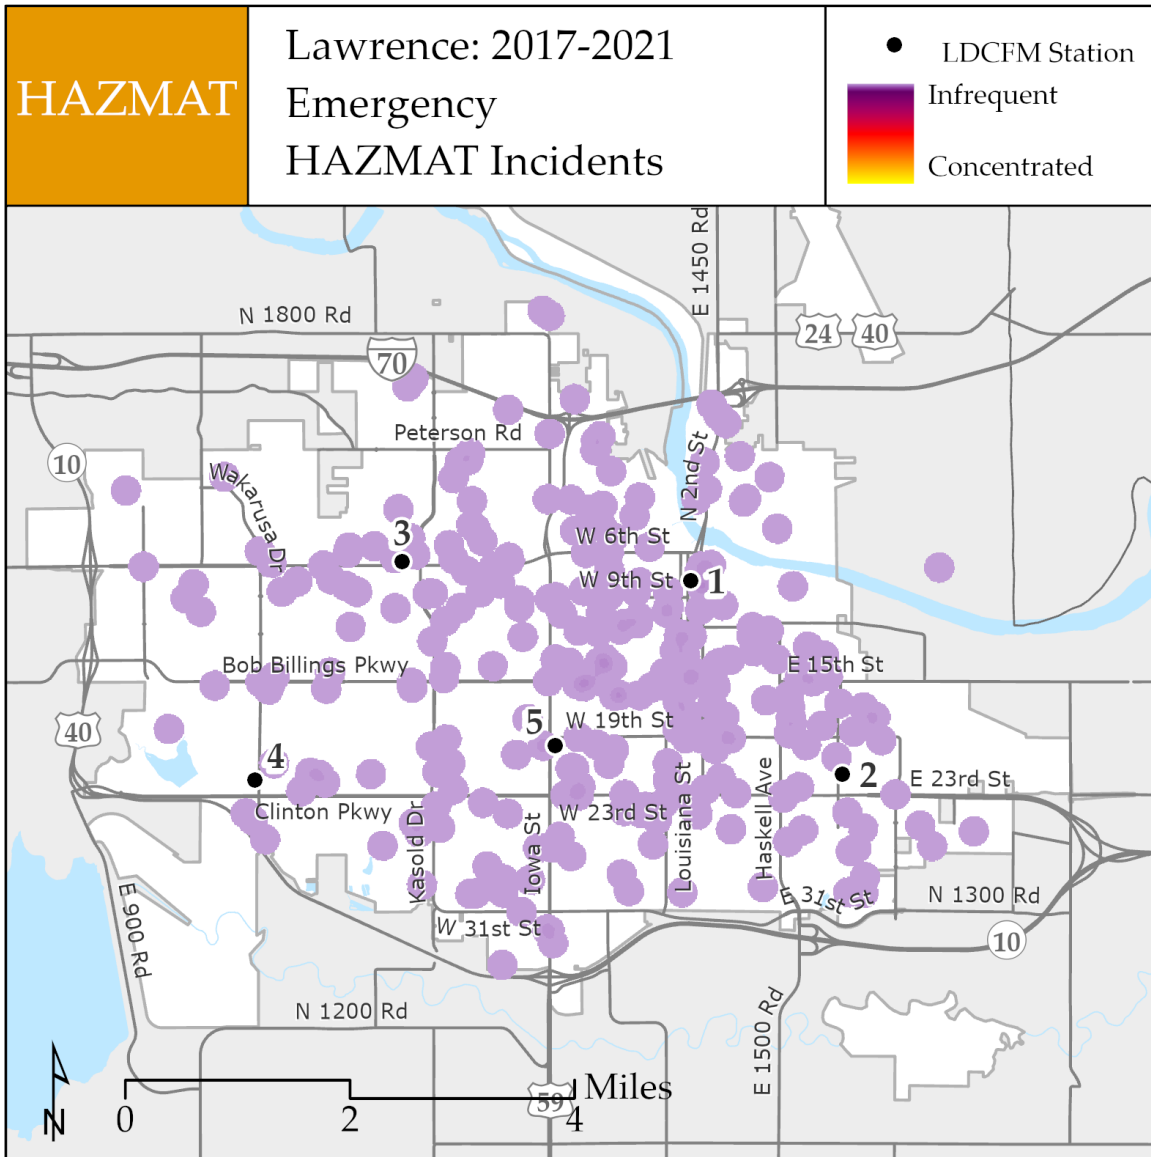 HAZMAT
Lawrence: 2017-2021
Emergency
HAZMAT Incidents
LDCFM Station
Infrequent
Concentrated
E 1450 Rd
N 1800 Rd
24
40
70
Peterson Rd
10
Wakarusa Dr
N 2nd St
3
W 6th St
W 9th St
1
Bob Billings Pkwy
E 15th St
40
5
W 19th St
4
2
E 23rd St
Clinton Pkwy
W 23rd St
Kasold Dr
Iowa St
Louisiana St
Haskell Ave
E 900 Rd
E 31st St
N 1300 Rd
W 31st St
10
N 1200 Rd
E 1500 Rd
Miles
59
N
0
2
4